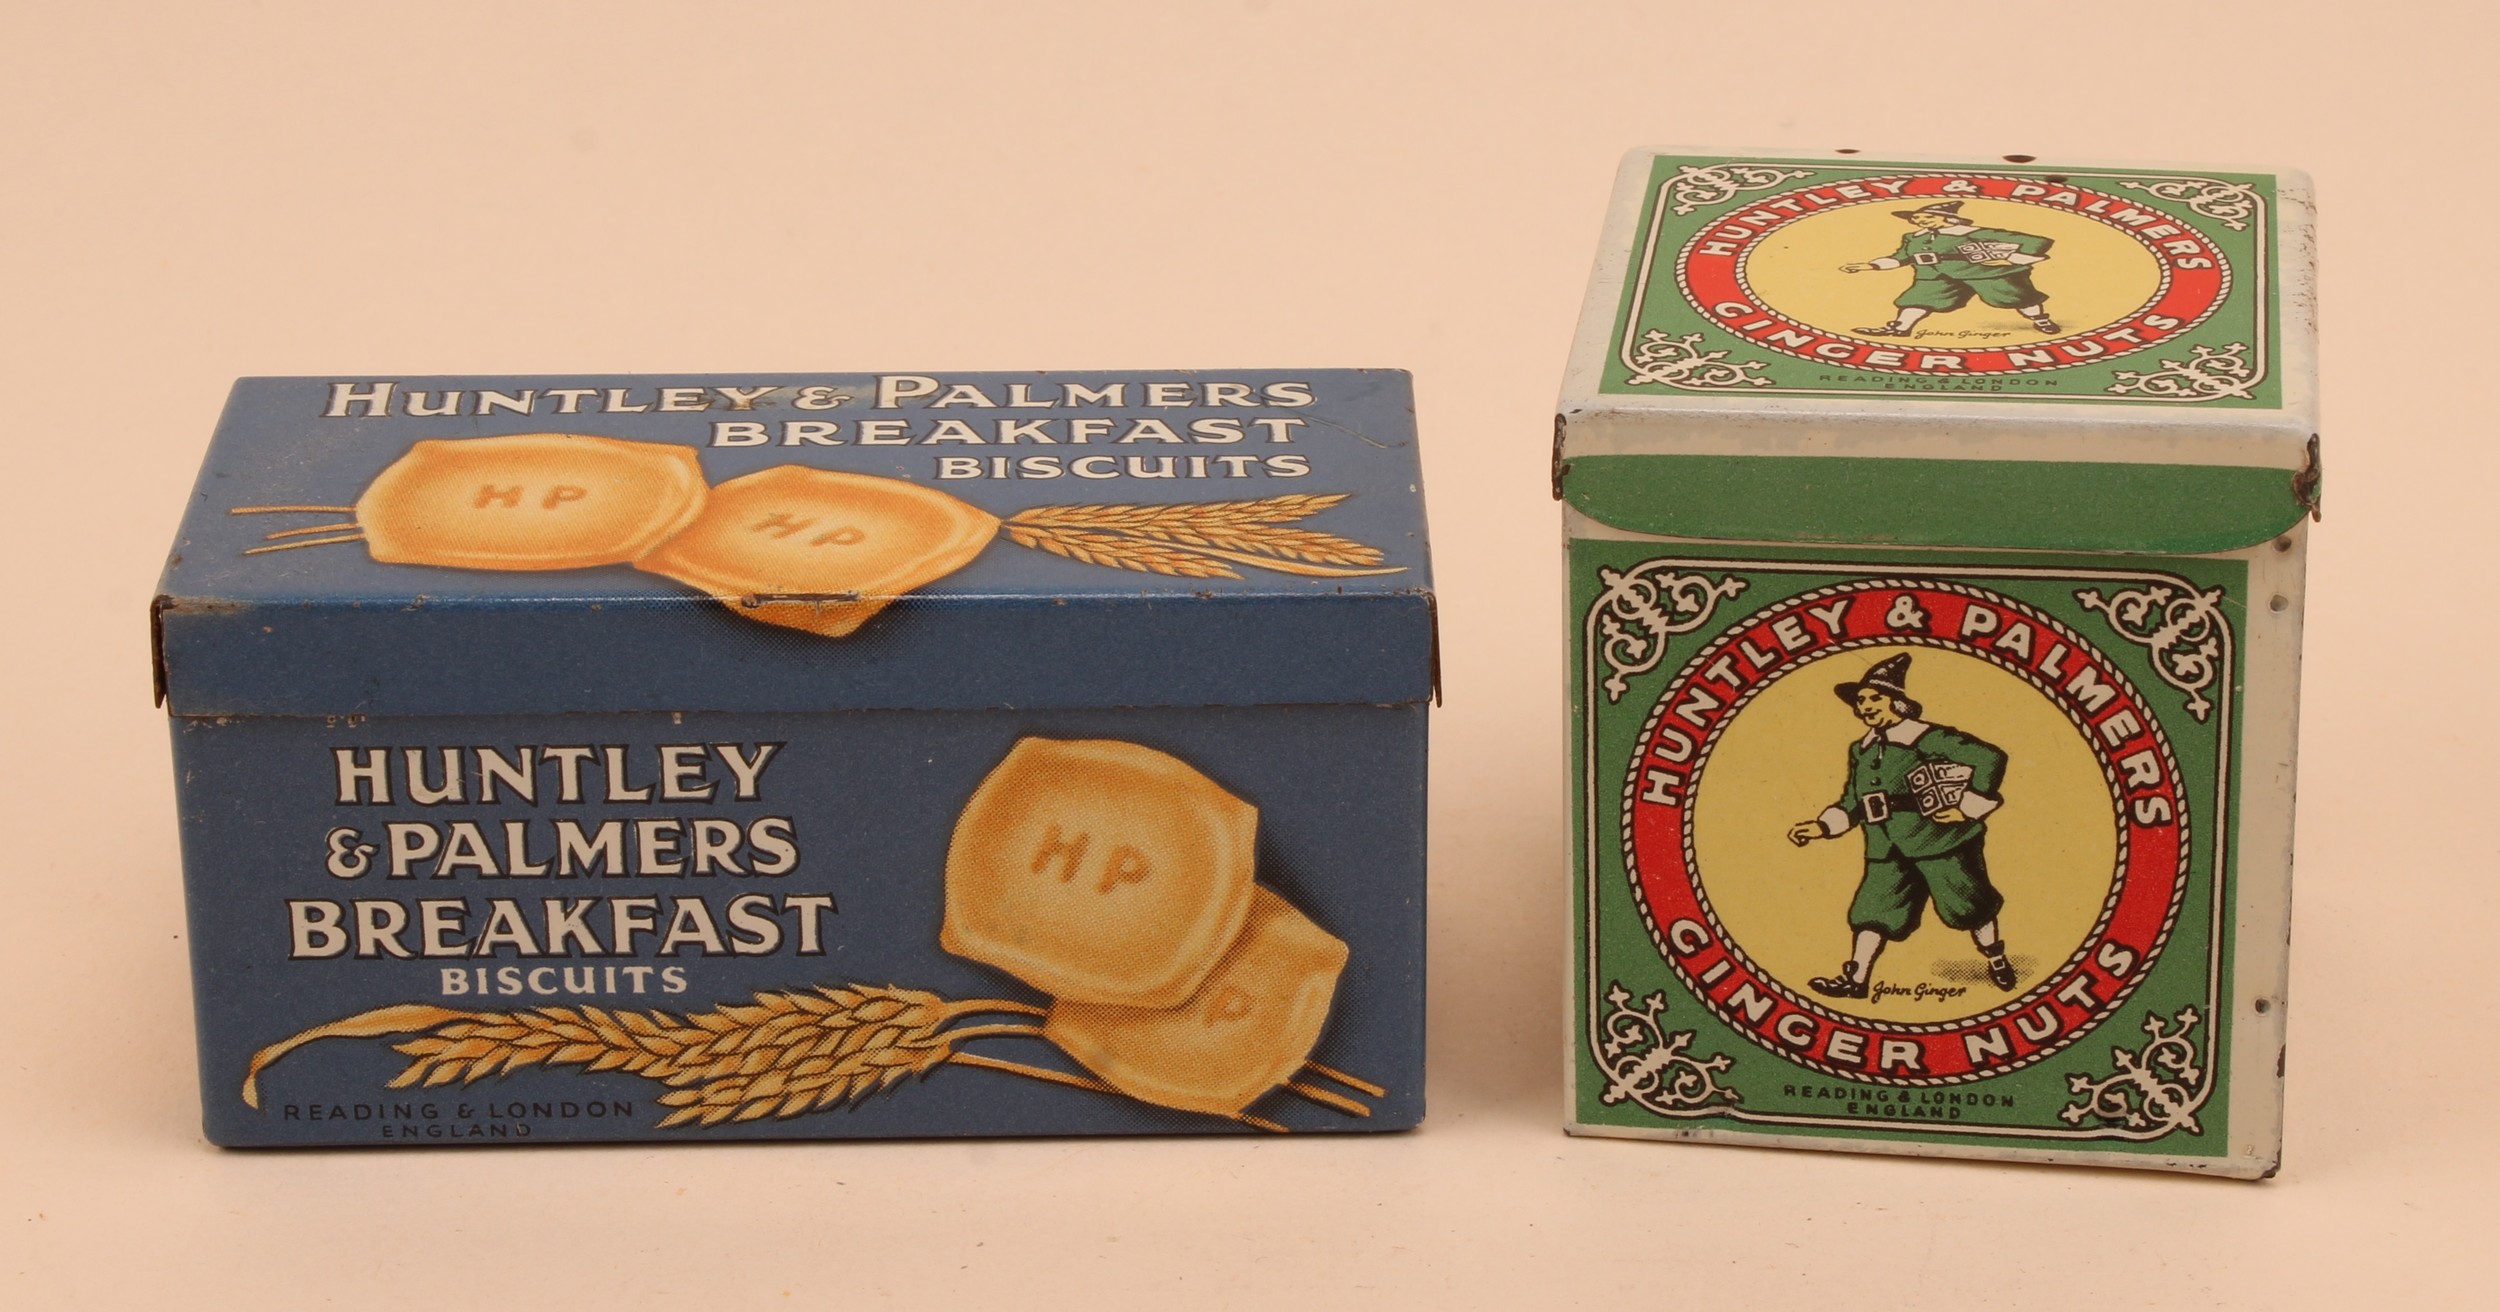 HUNTLEY & PALMERS
BREAKFAST
BISCUITS
HP
HP
HUNTLEY
& PALMERS
BREAKFAST
BISCUITS
HP
P
READING & LONDON
ENGLAND
HUNTLEY & PALMERS
John Ginger
GINGER NUTS
READING & LONDON
ENGLAND
HUNTLEY & PALMERS
John Ginger
GINGER NUTS
READING & LONDON
ENGLAND